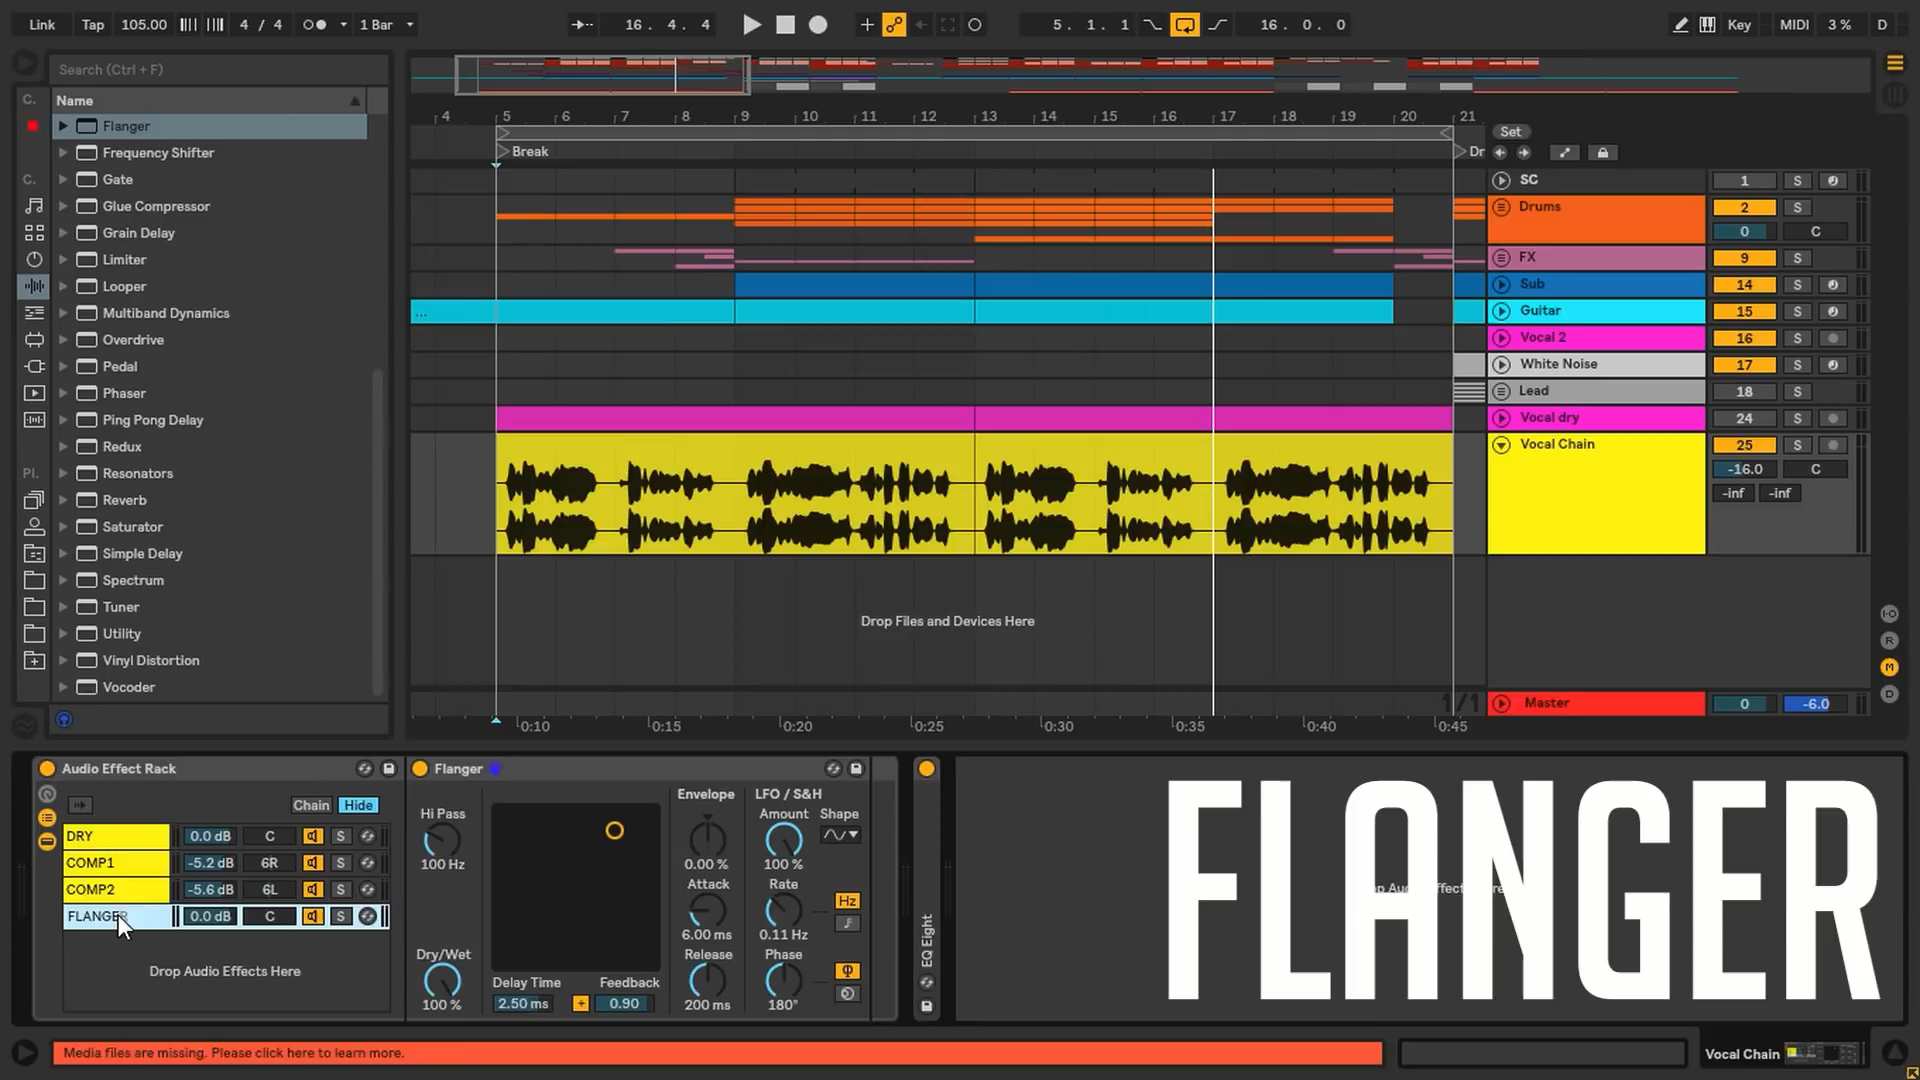 Link Tap 105.00 4 / 4 1 Bar 16 . 4 . 4 5 . 1 . 1 16 . 0 . 0 Key MIDI 3 % D
Search (Ctrl + F)
C. Name
Flanger
Frequency Shifter
C. Gate
Glue Compressor
Grain Delay
Limiter
Looper
Multiband Dynamics
Overdrive
Pedal
Phaser
Ping Pong Delay
Redux
Pl. Resonators
Reverb
Saturator
Simple Delay
Spectrum
Tuner
Utility
Vinyl Distortion
Vocoder
4 5 6 7 8 9 10 11 12 13 14 15 16 17 18 19 20 21
Set
Break Dr
SC 1 S
Drums 2 S
0 C
FX 9 S
Sub 14 S
... Guitar 15 S
Vocal 2 16 S
White Noise 17 S
Lead 18 S
Vocal dry 24 S
Vocal Chain 25 S
-16.0 C
-inf -inf
Drop Files and Devices Here
I·O
R
M
D
1/1 Master 0 -6.0
0:10 0:15 0:20 0:25 0:30 0:35 0:40 0:45
Audio Effect Rack
Chain Hide
DRY 0.0 dB C S
COMP1 -5.2 dB 6R S
COMP2 -5.6 dB 6L S
FLANGER 0.0 dB C S
Drop Audio Effects Here
Flanger
Hi Pass
100 Hz
Dry/Wet
100 %
Delay Time Feedback
2.50 ms + 0.90
Envelope
0.00 %
Attack
6.00 ms
Release
200 ms
LFO / S&H
Amount Shape
100 %
Rate
Hz
0.11 Hz
Phase
180°
EQ Eight
FLANGER
Media files are missing. Please click here to learn more.
Vocal Chain